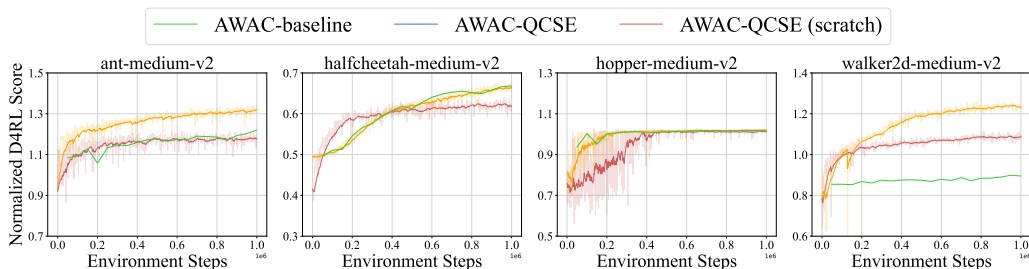 AWAC-baseline AWAC-QCSE AWAC-QCSE (scratch)
ant-medium-v2 halfcheetah-medium-v2 hopper-medium-v2 walker2d-medium-v2
Normalized D4RL Score
1.5 1.3 1.1 0.9 0.7
0.7 0.6 0.5 0.4 0.3
1.3 1.1 0.9 0.7 0.5
1.4 1.2 1.0 0.8 0.6
0.0 0.2 0.4 0.6 0.8 1.0 0.0 0.2 0.4 0.6 0.8 1.0 0.0 0.2 0.4 0.6 0.8 1.0 0.0 0.2 0.4 0.6 0.8 1.0
1e6 1e6 1e6 1e6
Environment Steps Environment Steps Environment Steps Environment Steps